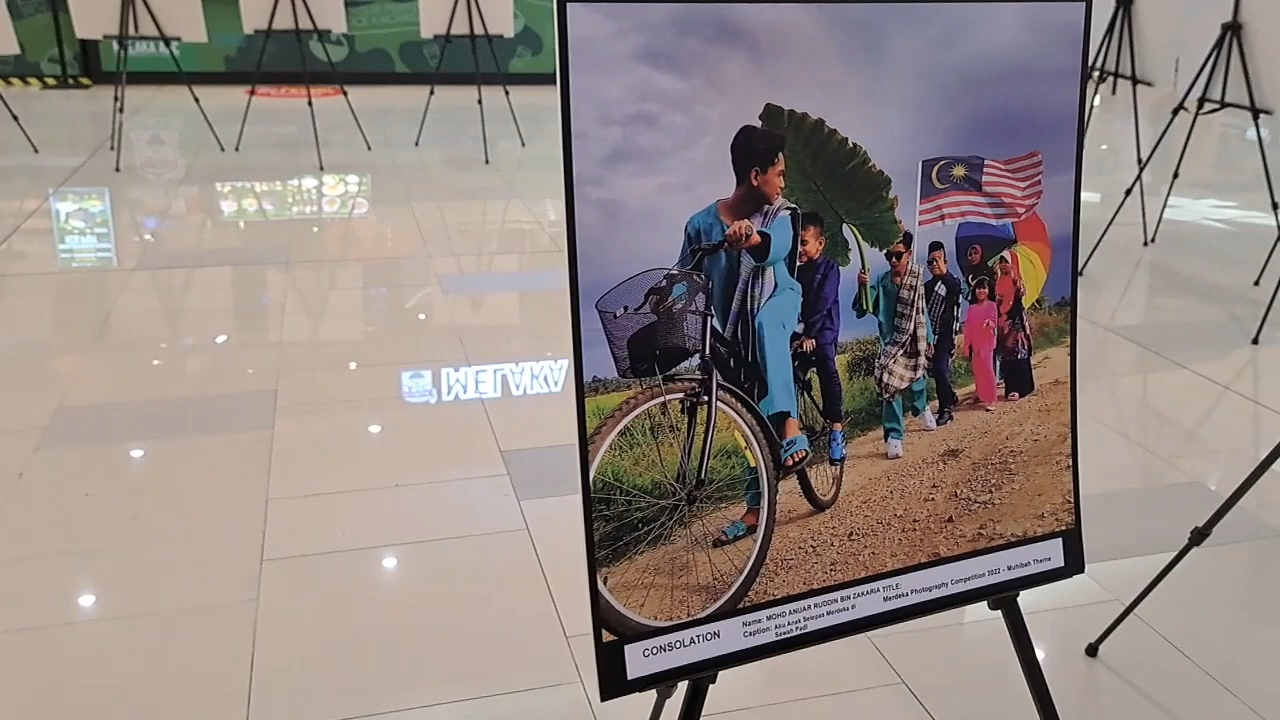 MELAKA
CONSOLATION
Name: MOHD ANUAR RUDDIN BIN ZAKARIA
Caption: Aku Anak Selepas Merdeka di
Sawah Padi
TITLE:
Merdeka Photography Competition 2022 – Muhibah Theme